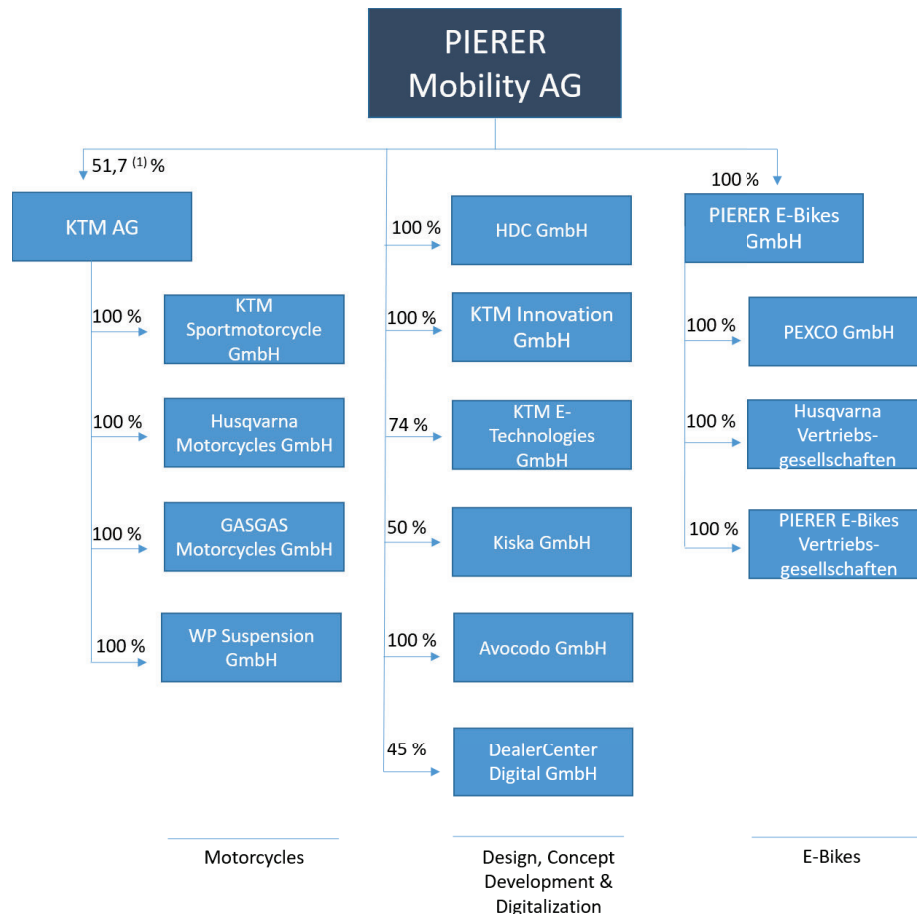 PIERER
Mobility AG
51,7 (1) %
KTM AG
100 %
KTM
Sportmotorcycle
GmbH
100 %
Husqvarna
Motorcycles GmbH
100 %
GASGAS
Motorcycles GmbH
100 %
WP Suspension
GmbH
Motorcycles
100 %
HDC GmbH
100 %
KTM Innovation
GmbH
74 %
KTM E-
Technologies
GmbH
50 %
Kiska GmbH
100 %
Avocodo GmbH
45 %
DealerCenter
Digital GmbH
Design, Concept
Development &
Digitalization
100 %
PIERER E-Bikes
GmbH
100 %
PEXCO GmbH
100 %
Husqvarna
Vertriebs-
gesellschaften
100 %
PIERER E-Bikes
Vertriebs-
gesellschaften
E-Bikes